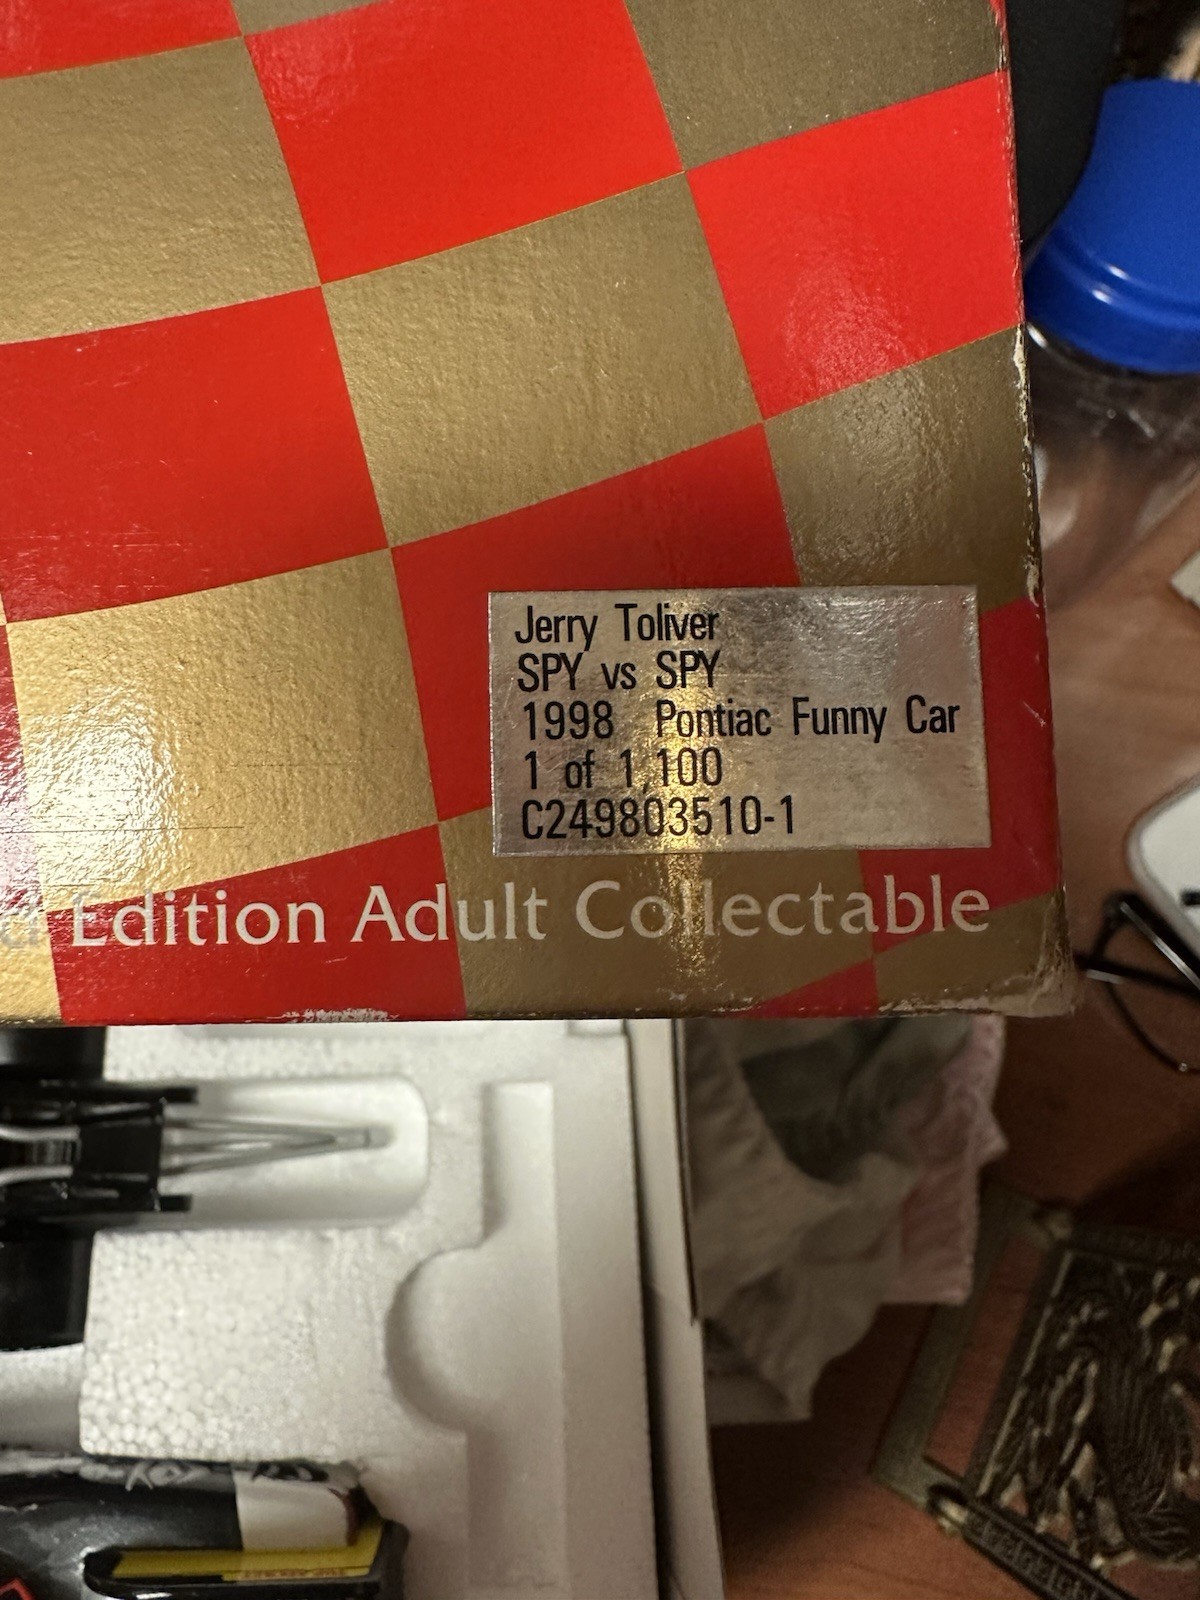 Jerry Toliver
SPY vs SPY
1998 Pontiac Funny Car
1 of 1,100
C249803510-1
d Edition Adult Collectable